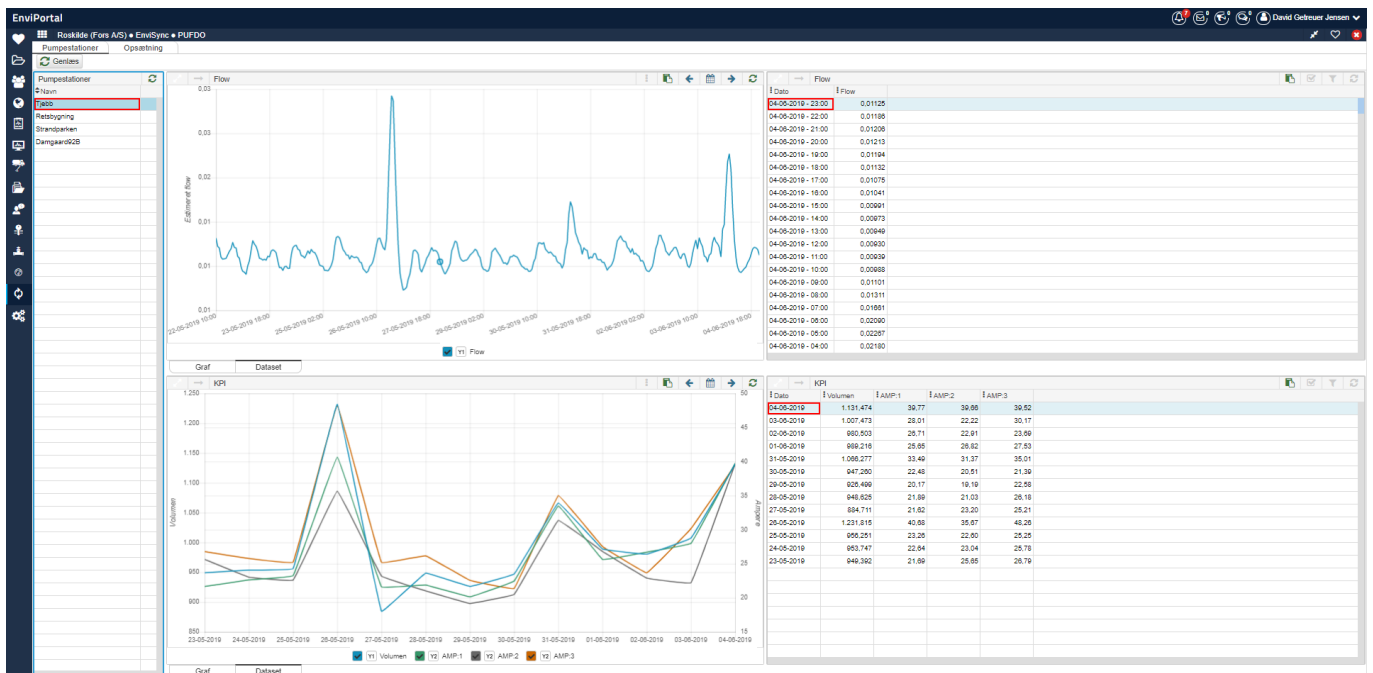 EnviPortal
7
David Getreuer Jensen
Roskilde (Fors A/S) ● EnviSync ● PUFDO
Pumpestationer Opsætning
Genlæs
Pumpestationer
Navn
Tjebb
Retsbygning
Strandparken
Damgaard92B
Flow
0,03
0,03
0,02
0,01
0,01
0,01
Estimeret flow
22-05-2019 10:00 23-05-2019 18:00 25-05-2019 02:00 26-05-2019 10:00 27-05-2019 18:00 29-05-2019 02:00 30-05-2019 10:00 31-05-2019 18:00 02-06-2019 02:00 03-06-2019 10:00 04-06-2019 18:00
Y1 Flow
Graf Dataset
Flow
Dato Flow
04-06-2019 - 23:00 0,01125
04-06-2019 - 22:00 0,01186
04-06-2019 - 21:00 0,01206
04-06-2019 - 20:00 0,01213
04-06-2019 - 19:00 0,01194
04-06-2019 - 18:00 0,01132
04-06-2019 - 17:00 0,01075
04-06-2019 - 16:00 0,01041
04-06-2019 - 15:00 0,00991
04-06-2019 - 14:00 0,00973
04-06-2019 - 13:00 0,00949
04-06-2019 - 12:00 0,00930
04-06-2019 - 11:00 0,00939
04-06-2019 - 10:00 0,00988
04-06-2019 - 09:00 0,01101
04-06-2019 - 08:00 0,01311
04-06-2019 - 07:00 0,01661
04-06-2019 - 06:00 0,02090
04-06-2019 - 05:00 0,02267
04-06-2019 - 04:00 0,02180
KPI
1.250
1.200
1.150
1.100
1.050
1.000
950
900
850
Volumen
50
45
40
35
30
25
20
15
Ampere
23-05-2019 24-05-2019 25-05-2019 26-05-2019 27-05-2019 28-05-2019 29-05-2019 30-05-2019 31-05-2019 01-06-2019 02-06-2019 03-06-2019 04-06-2019
Y1 Volumen Y2 AMP:1 Y2 AMP:2 Y2 AMP:3
Graf Dataset
KPI
Dato Volumen AMP:1 AMP:2 AMP:3
04-06-2019 1.131,474 39,77 39,66 39,52
03-06-2019 1.007,473 28,01 22,22 30,17
02-06-2019 980,503 26,71 22,91 23,69
01-06-2019 989,216 25,65 26,82 27,53
31-05-2019 1.066,277 33,49 31,37 35,01
30-05-2019 947,260 22,48 20,51 21,39
29-05-2019 926,499 20,17 19,19 22,58
28-05-2019 948,625 21,89 21,03 26,18
27-05-2019 884,711 21,62 23,20 25,21
26-05-2019 1.231,815 40,68 35,67 48,26
25-05-2019 956,251 23,26 22,60 25,25
24-05-2019 953,747 22,64 23,04 25,78
23-05-2019 949,392 21,69 25,65 26,79